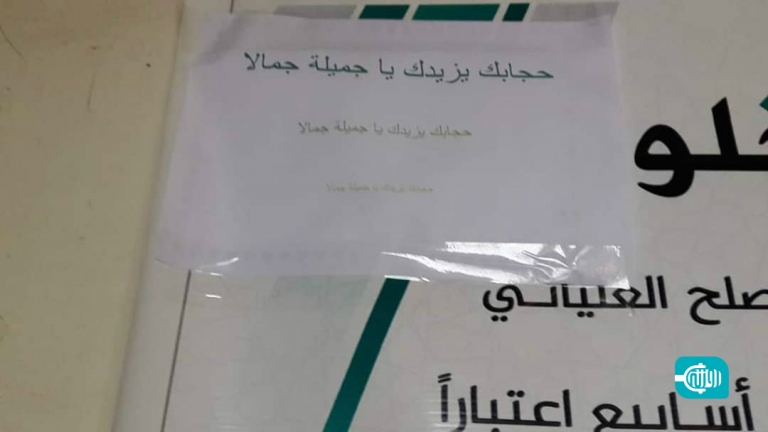 حجابك يزيدك يا جميلة جمالا
حجابك يزيدك يا جميلة جمالا
حجابك يزيدك يا جميلة جمالا
صلح العلياني
أسابيع اعتباراً